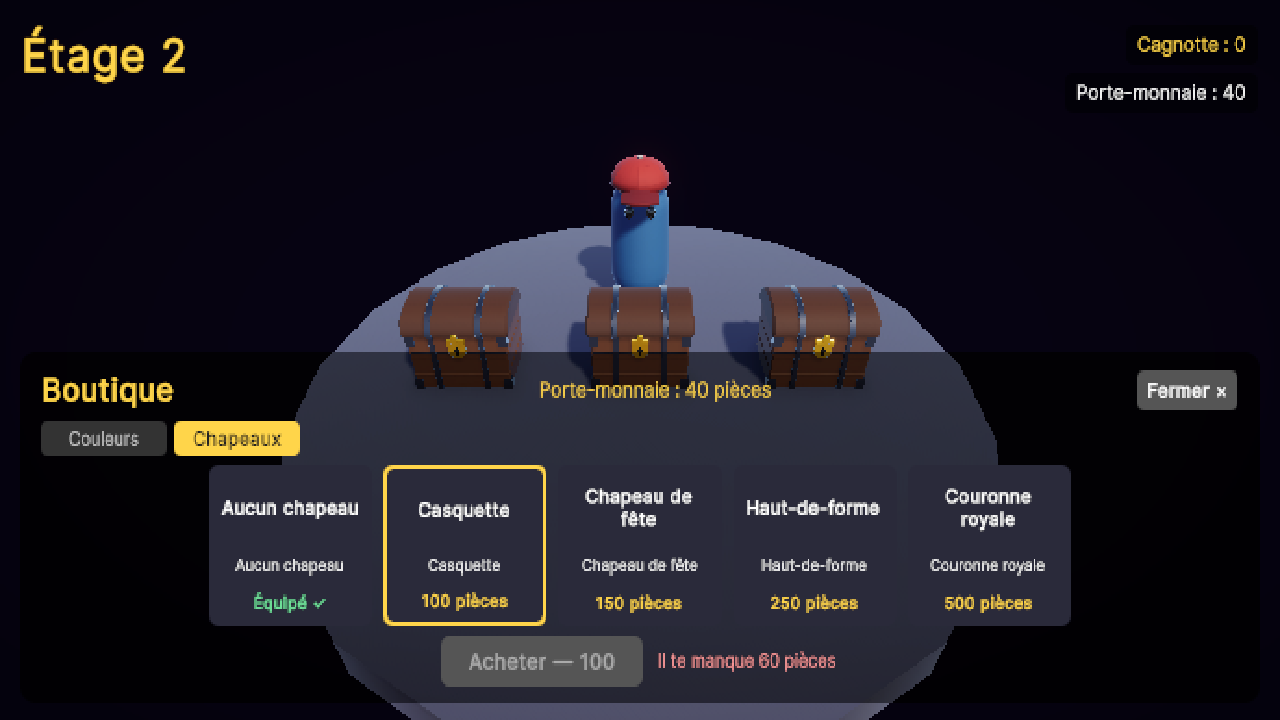 Étage 2
Cagnotte : 0
Porte-monnaie : 40
Boutique
Porte-monnaie : 40 pièces
Fermer ×
Couleurs
Chapeaux
Aucun chapeau
Aucun chapeau
Équipé ✓
Casquette
Casquette
100 pièces
Chapeau de
fête
Chapeau de fête
150 pièces
Haut-de-forme
Haut-de-forme
250 pièces
Couronne
royale
Couronne royale
500 pièces
Acheter — 100
Il te manque 60 pièces